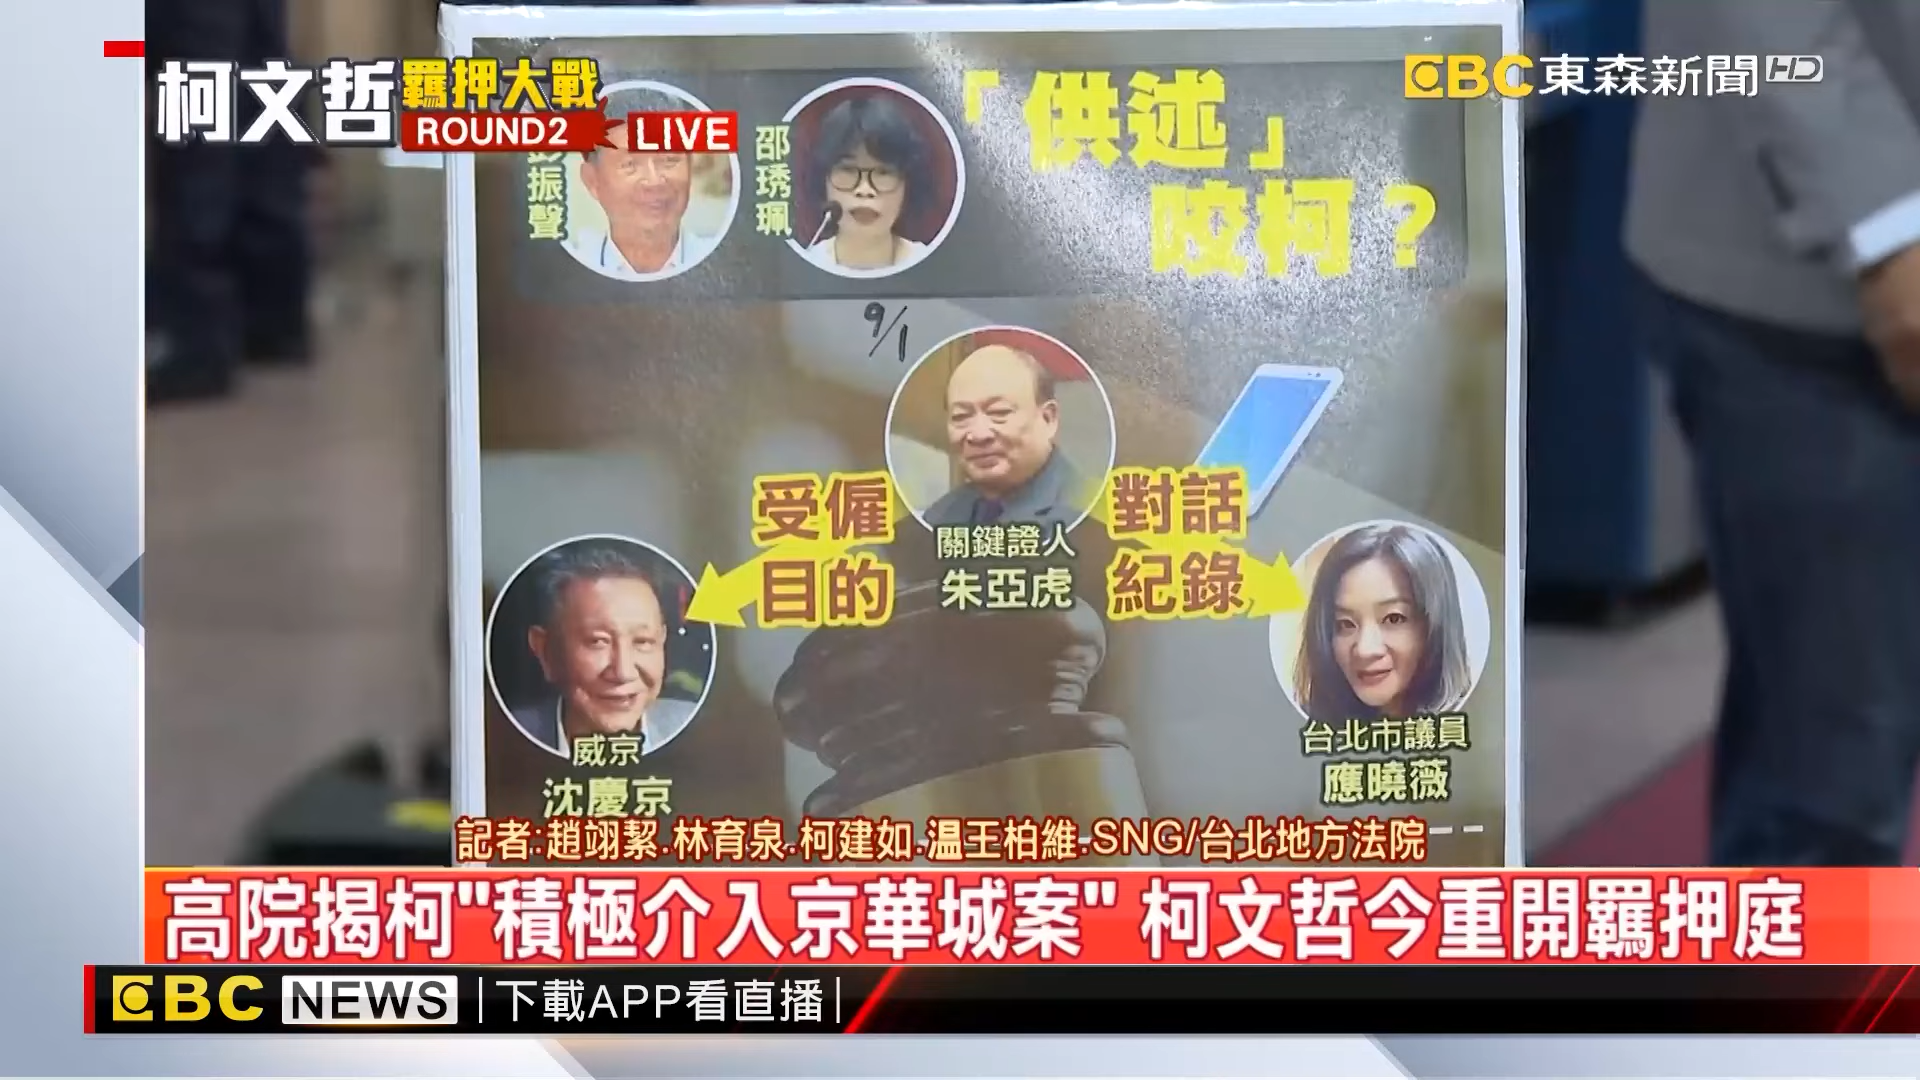 柯文哲
羈押大戰
ROUND2
LIVE
EBC東森新聞HD
振聲
邵琇珮
「供述」
咬柯?
9/1
受僱
目的
關鍵證人
朱亞虎
對話
紀錄
威京
沈慶京
台北市議員
應曉薇
記者:趙翊絜.林育泉.柯建如.温王柏維.SNG/台北地方法院
高院揭柯"積極介入京華城案" 柯文哲今重開羈押庭
EBC NEWS |下載APP看直播|